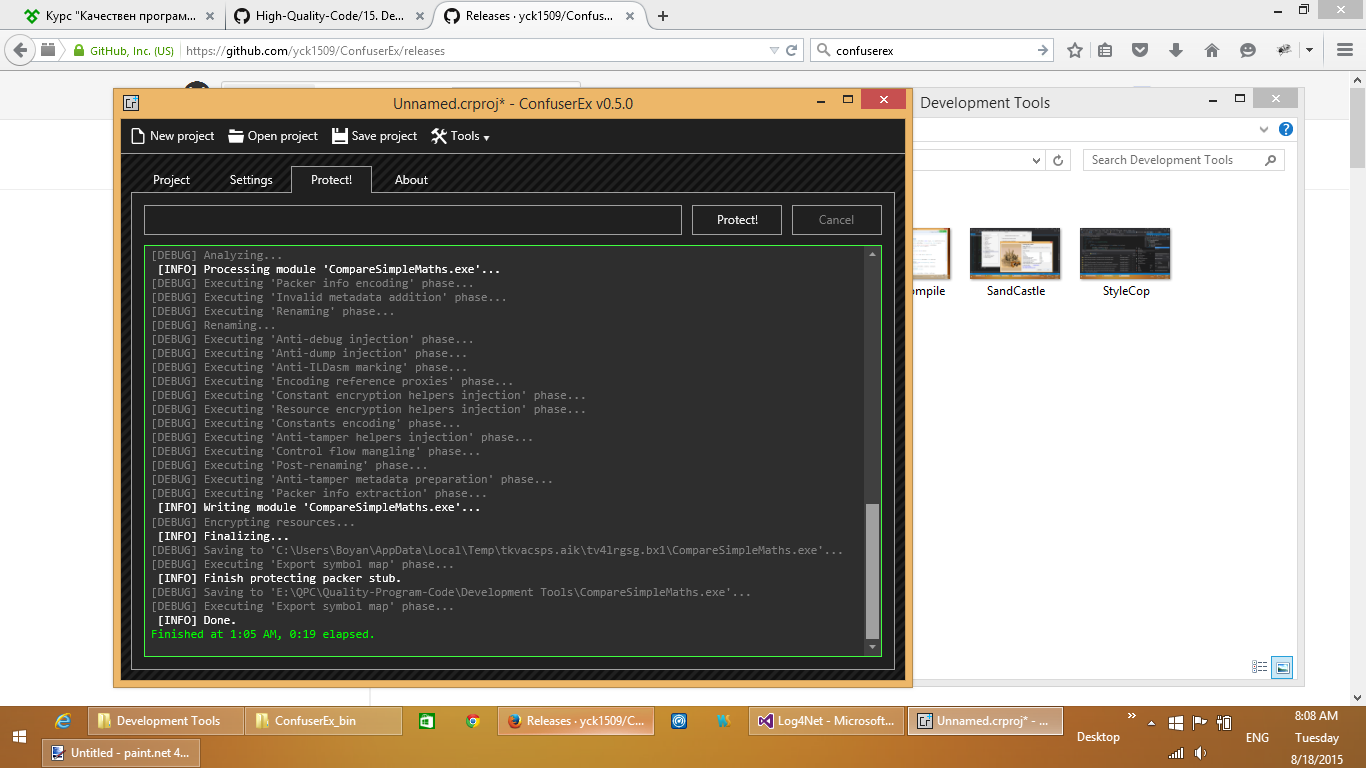 Курс "Качествен програм...
High-Quality-Code/15. De...
Releases · yck1509/Confus...
GitHub, Inc. (US)
https://github.com/yck1509/ConfuserEx/releases
confuserex
Unnamed.crproj* - ConfuserEx v0.5.0
Development Tools
New project
Open project
Save project
Tools
Search Development Tools
Project
Settings
Protect!
About
Protect!
Cancel
[DEBUG] Analyzing...
[INFO] Processing module 'CompareSimpleMaths.exe'...
[DEBUG] Executing 'Packer info encoding' phase...
[DEBUG] Executing 'Invalid metadata addition' phase...
[DEBUG] Executing 'Renaming' phase...
[DEBUG] Renaming...
[DEBUG] Executing 'Anti-debug injection' phase...
[DEBUG] Executing 'Anti-dump injection' phase...
[DEBUG] Executing 'Anti-ILDasm marking' phase...
[DEBUG] Executing 'Encoding reference proxies' phase...
[DEBUG] Executing 'Constant encryption helpers injection' phase...
[DEBUG] Executing 'Resource encryption helpers injection' phase...
[DEBUG] Executing 'Constants encoding' phase...
[DEBUG] Executing 'Anti-tamper helpers injection' phase...
[DEBUG] Executing 'Control flow mangling' phase...
[DEBUG] Executing 'Post-renaming' phase...
[DEBUG] Executing 'Anti-tamper metadata preparation' phase...
[DEBUG] Executing 'Packer info extraction' phase...
[INFO] Writing module 'CompareSimpleMaths.exe'...
[DEBUG] Encrypting resources...
[INFO] Finalizing...
[DEBUG] Saving to 'C:\Users\Boyan\AppData\Local\Temp\tkvacsps.aik\tv4lrgsg.bx1\CompareSimpleMaths.exe'...
[DEBUG] Executing 'Export symbol map' phase...
[INFO] Finish protecting packer stub.
[DEBUG] Saving to 'E:\QPC\Quality-Program-Code\Development Tools\CompareSimpleMaths.exe'...
[DEBUG] Executing 'Export symbol map' phase...
[INFO] Done.
Finished at 1:05 AM, 0:19 elapsed.
ompile
SandCastle
StyleCop
Development Tools
ConfuserEx_bin
Releases · yck1509/C...
Log4Net - Microsoft...
Unnamed.crproj* - ...
Untitled - paint.net 4...
Desktop
ENG
8:08 AM
Tuesday
8/18/2015